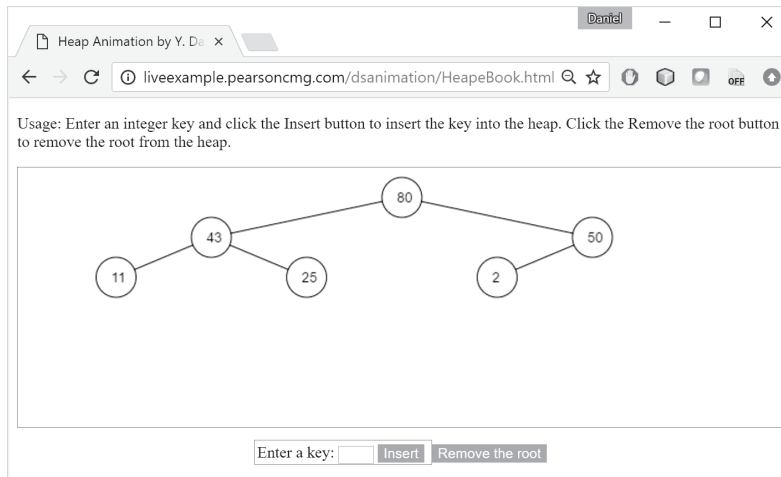 Daniel
Heap Animation by Y. Da
liveexample.pearsoncmg.com/dsanimation/HeapeBook.html
OFF
Usage: Enter an integer key and click the Insert button to insert the key into the heap. Click the Remove the root button
to remove the root from the heap.
80
43 50
11 25 2
Enter a key: Insert Remove the root